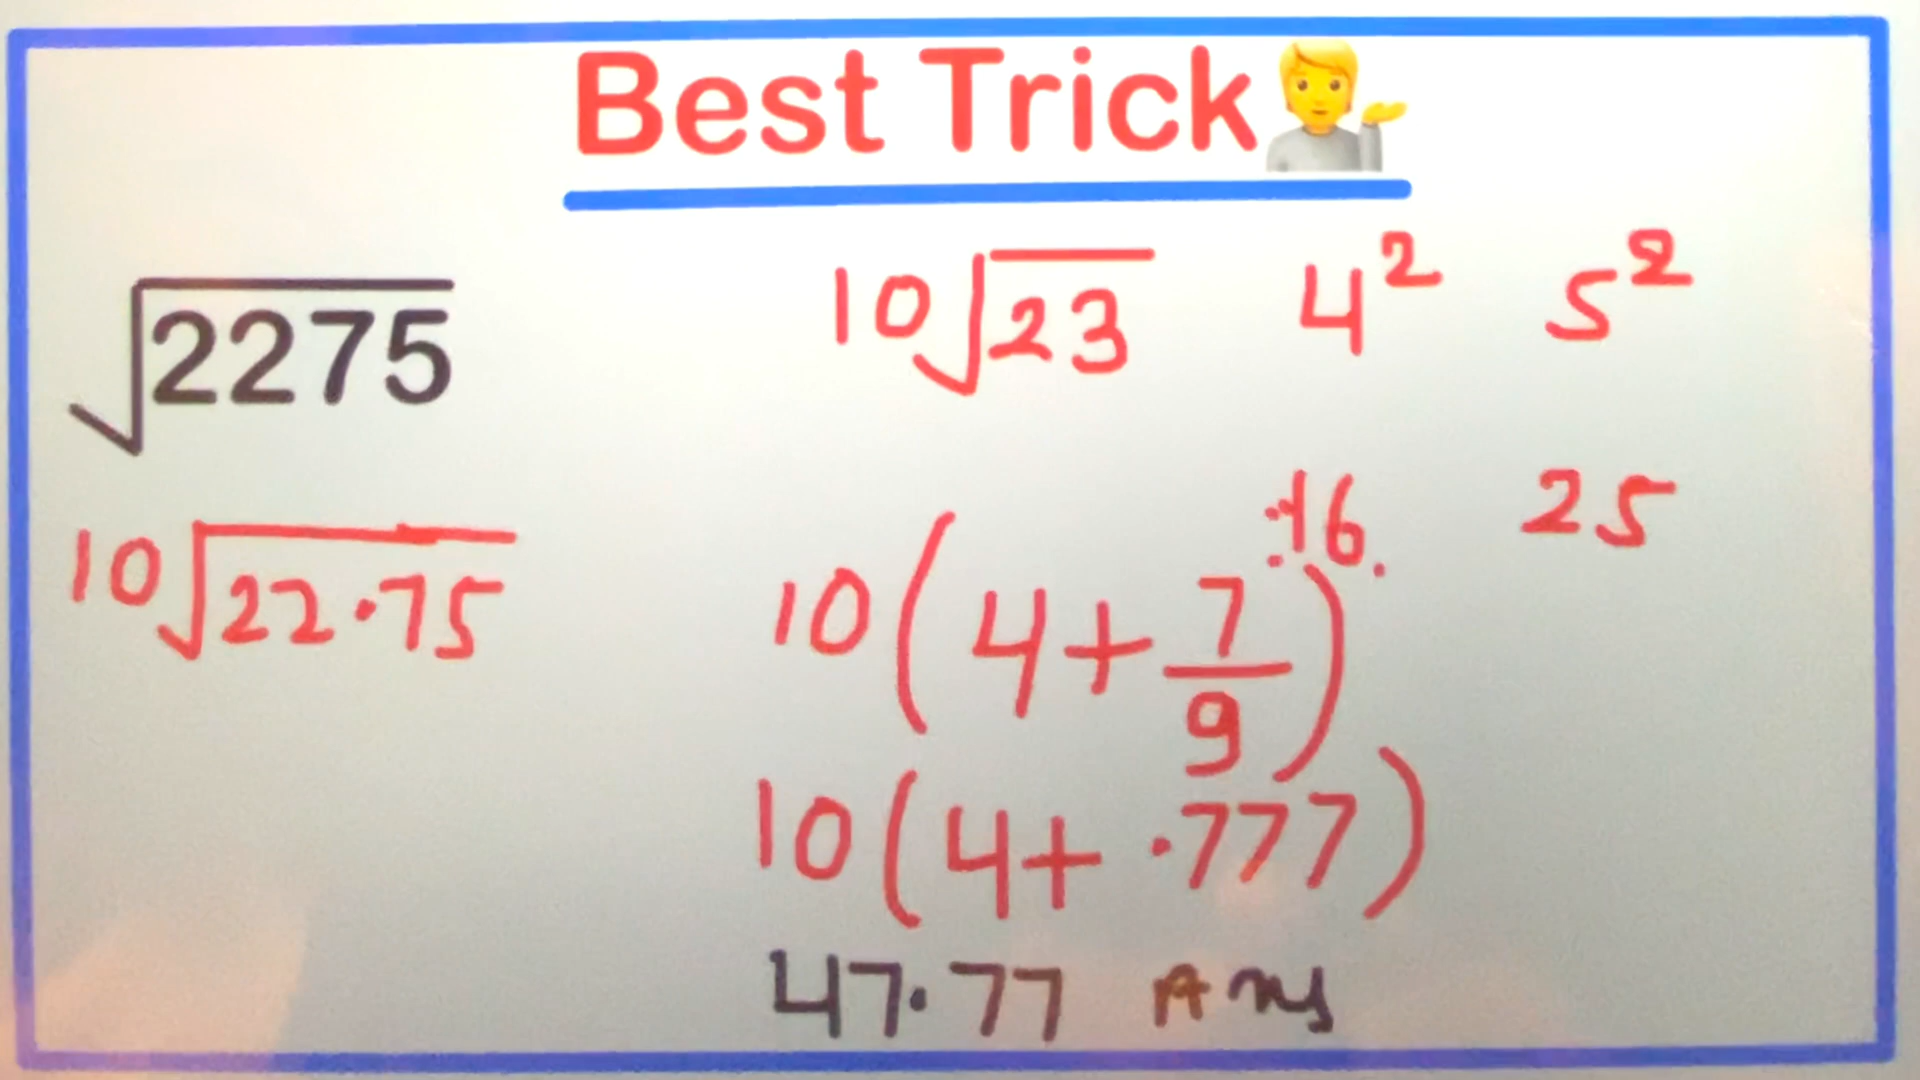 Best Trick💁
√2275
10√22.75
10√23 4² 5²
16 25
10(4+7/9)
10(4+.777)
47.77 Ans